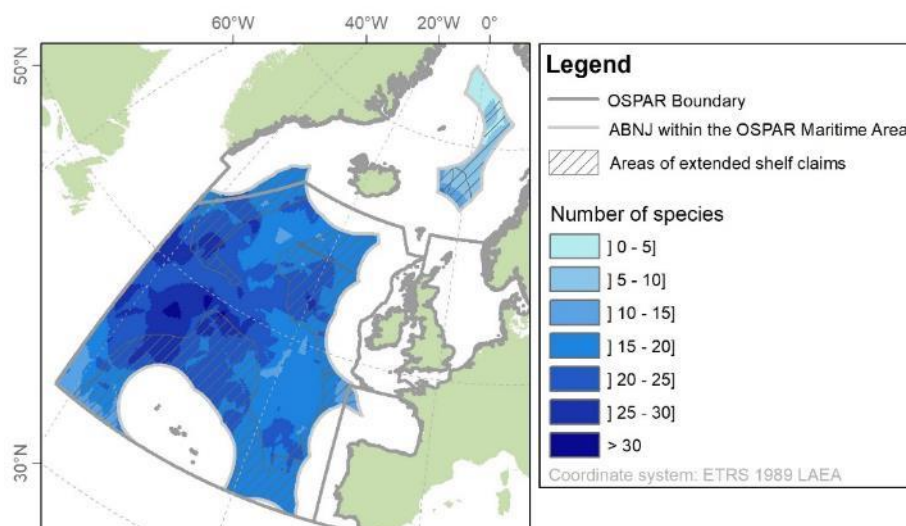 60°W
40°W
20°W
0°
50°N
30°N
Legend
OSPAR Boundary
ABNJ within the OSPAR Maritime Area
Areas of extended shelf claims
Number of species
] 0 - 5]
] 5 - 10]
] 10 - 15]
] 15 - 20]
] 20 - 25]
] 25 - 30]
> 30
Coordinate system: ETRS 1989 LAEA